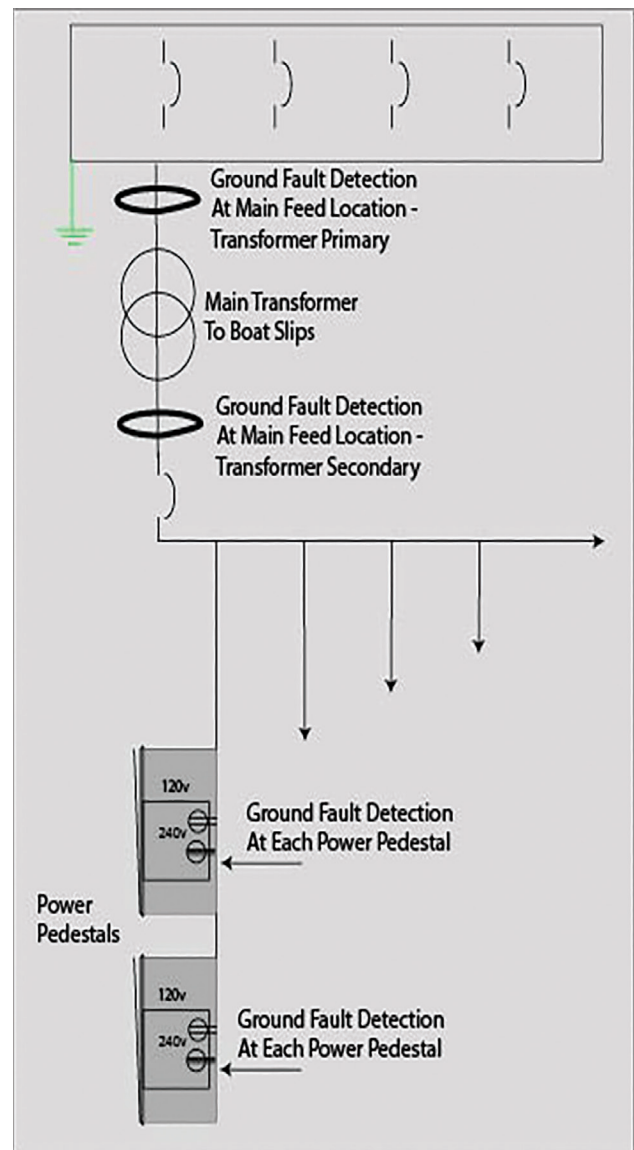 Ground Fault Detection
At Main Feed Location -
Transformer Primary
Main Transformer
To Boat Slips
Ground Fault Detection
At Main Feed Location -
Transformer Secondary
120v
240v
Ground Fault Detection
At Each Power Pedestal
Power
Pedestals
120v
240v
Ground Fault Detection
At Each Power Pedestal